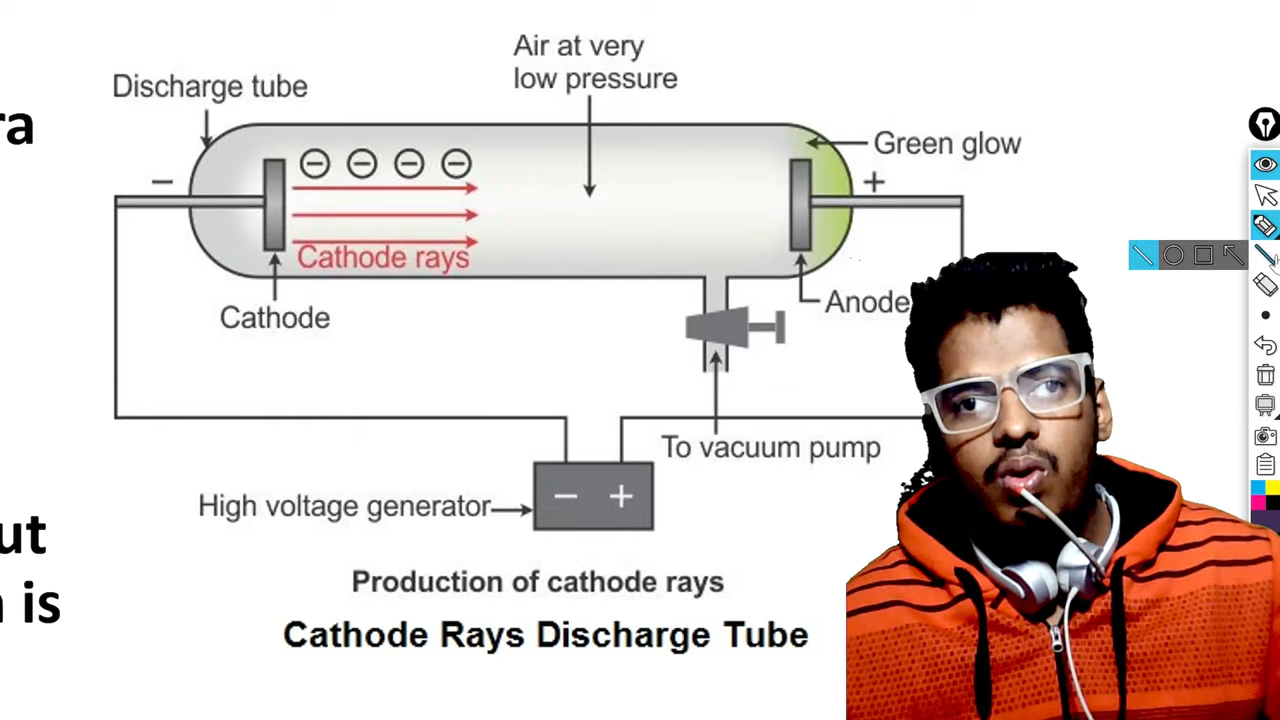 Air at very
low pressure
Discharge tube
ra
Green glow
−
− − − −
+
Cathode rays
Anode
Cathode
To vacuum pump
High voltage generator
− +
ut
is
Production of cathode rays
Cathode Rays Discharge Tube